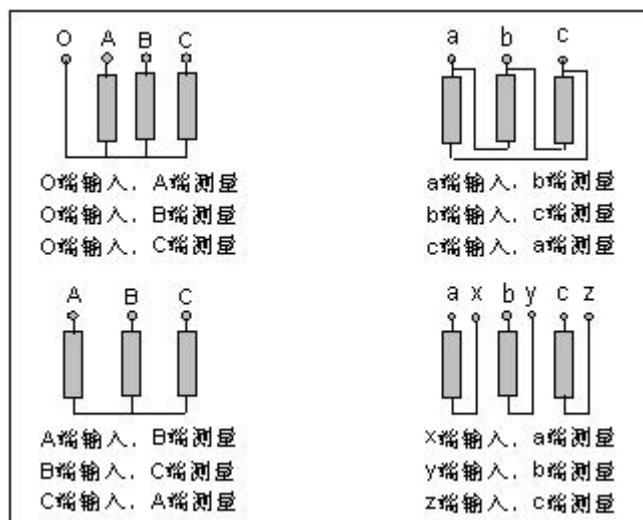 O A B C
O端输入，A端测量
O端输入，B端测量
O端输入，C端测量
a b c
a端输入，b端测量
b端输入，c端测量
c端输入，a端测量
A B C
A端输入，B端测量
B端输入，C端测量
C端输入，A端测量
a x b y c z
x端输入，a端测量
y端输入，b端测量
z端输入，c端测量